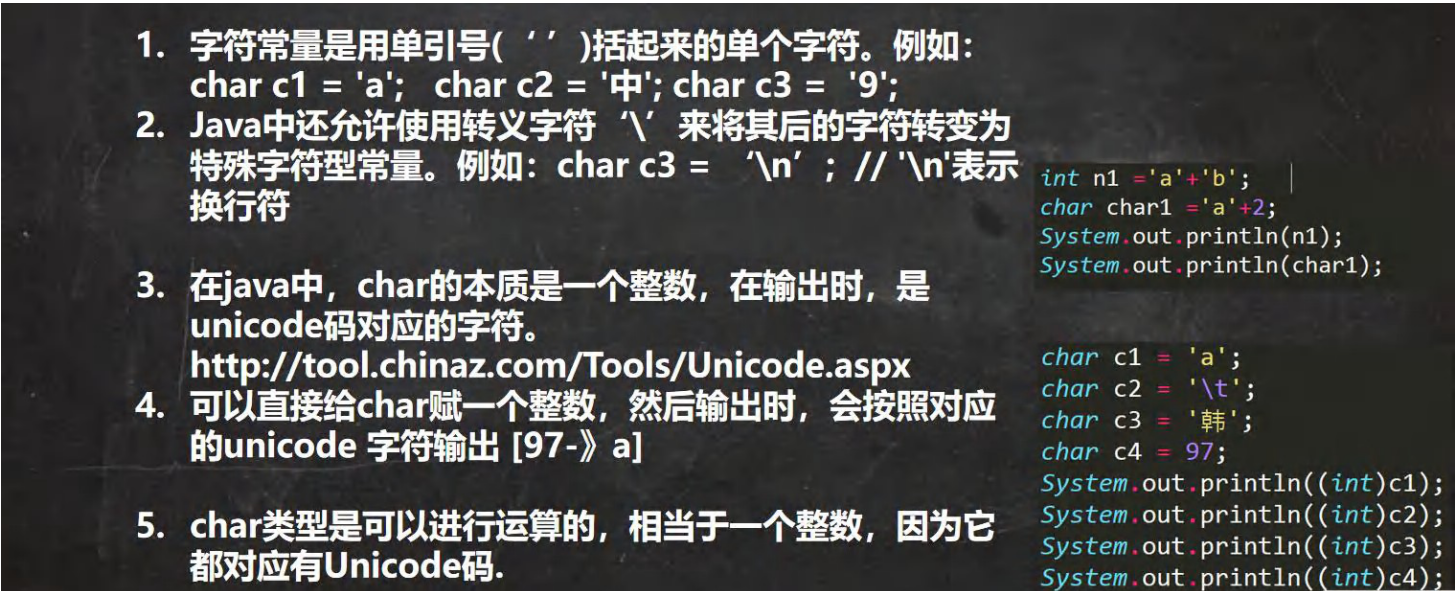 1. 字符常量是用单引号(‘ ’)括起来的单个字符。例如：
char c1 = 'a'; char c2 = '中'; char c3 = '9';
2. Java中还允许使用转义字符‘\’来将其后的字符转变为
特殊字符型常量。例如：char c3 = ‘\n’; // '\n'表示
换行符
3. 在java中，char的本质是一个整数，在输出时，是
unicode码对应的字符。
http://tool.chinaz.com/Tools/Unicode.aspx
4. 可以直接给char赋一个整数，然后输出时，会按照对应
的unicode 字符输出 [97-》a]
5. char类型是可以进行运算的，相当于一个整数，因为它
都对应有Unicode码.
int n1 ='a'+'b';
char char1 ='a'+2;
System.out.println(n1);
System.out.println(char1);
char c1 = 'a';
char c2 = '\t';
char c3 = '韩';
char c4 = 97;
System.out.println((int)c1);
System.out.println((int)c2);
System.out.println((int)c3);
System.out.println((int)c4);